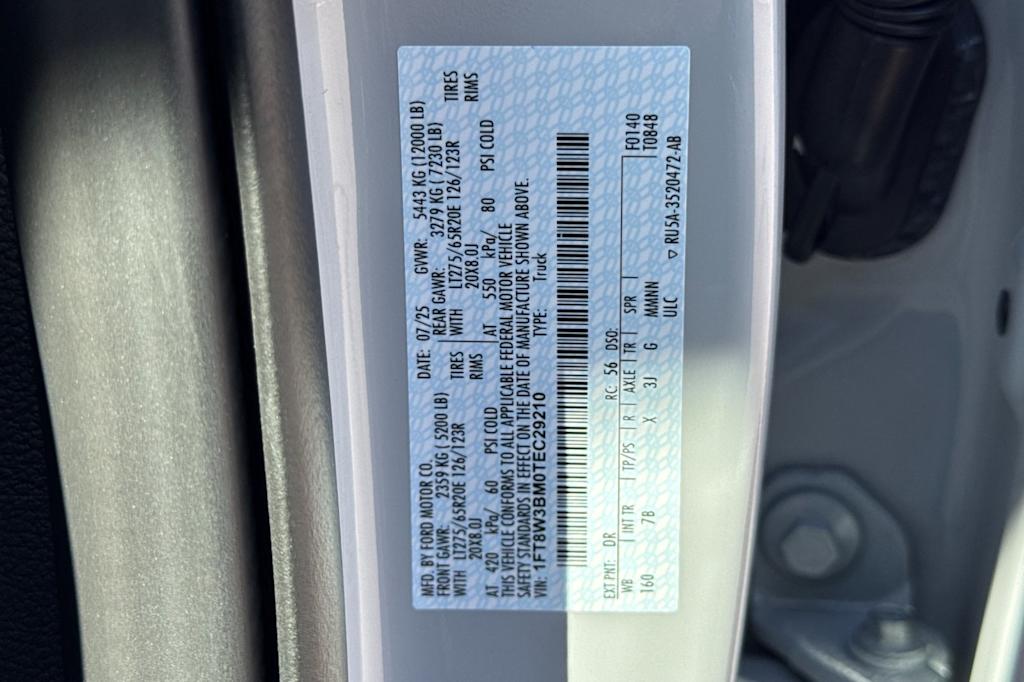 MFD. BY FORD MOTOR CO.
DATE: 07/25 GVWR: 5443 KG (12000 LB)
FRONT GAWR: 2359 KG ( 5200 LB) REAR GAWR: 3279 KG ( 7230 LB)
WITH LT275/65R20E 126/123R TIRES WITH LT275/65R20E 126/123R TIRES
20X8.0J RIMS 20X8.0J RIMS
AT 420 kPa/ 60 PSI COLD AT 550 kPa/ 80 PSI COLD
THIS VEHICLE CONFORMS TO ALL APPLICABLE FEDERAL MOTOR VEHICLE
SAFETY STANDARDS IN EFFECT ON THE DATE OF MANUFACTURE SHOWN ABOVE.
VIN: 1FT8W3BM0TEC29210 TYPE: Truck
EXT PNT: DR RC: 56 DSO: F0140
WB INT TR TP/PS R AXLE TR SPR T0848
160 7B X 3J G MMNNN
ULC ▽ RU5A-3520472-AB